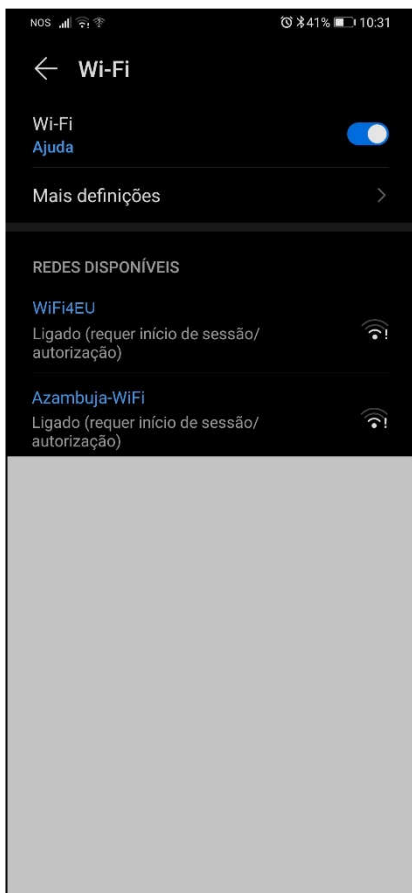 NOS 41% 10:31
Wi-Fi
Wi-Fi
Ajuda
Mais definições
REDES DISPONÍVEIS
WiFi4EU
Ligado (requer início de sessão/
autorização)
Azambuja-WiFi
Ligado (requer início de sessão/
autorização)